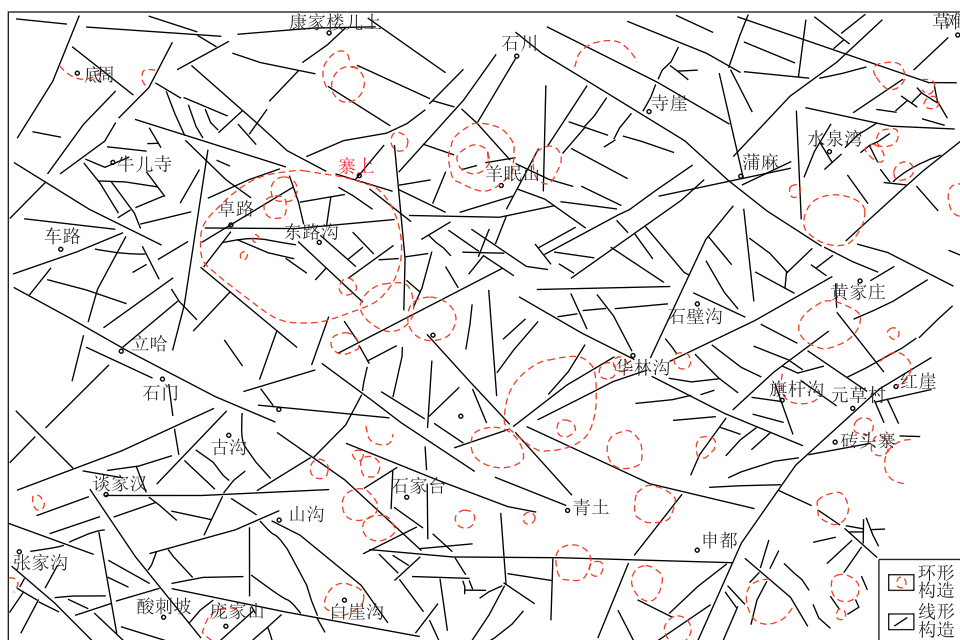 康家楼儿上
石川
草滩
底周
寺崖
水泉湾
牛儿寺
寨上
羊眠山
蒲麻
卓路
车路
东路沟
黄家庄
石壁沟
立哈
华林沟
石门
旗杆沟
元草村
红崖
古沟
砖头寨
谈家汉
石家台
山沟
青土
申都
张家沟
环形
构造
酸刺坡
庞家山
白崖沟
线形
构造